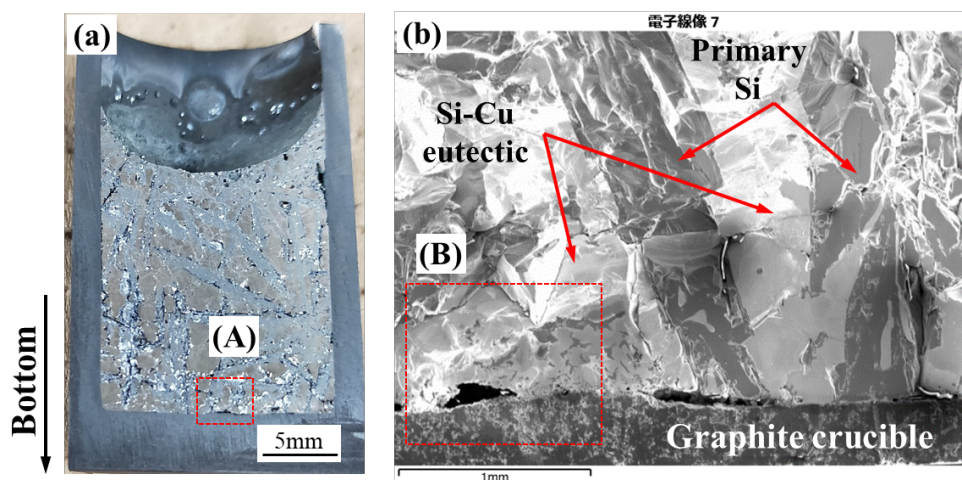 (a)
(A)
Bottom
5mm
電子線像 7
(b)
Primary
Si
Si-Cu
eutectic
(B)
Graphite crucible
1mm